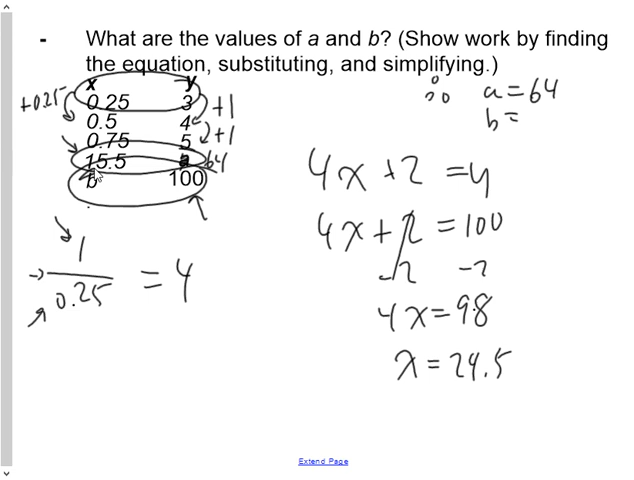 - What are the values of a and b? (Show work by finding
the equation, substituting, and simplifying.)
x y
0.25 3
0.5 4
0.75 5
15.5 64
b 100
+0.25
+1
+1
∴ a = 64
b =
4x + 2 = y
4x + 2 = 100
-2 -2
4x = 98
x = 24.5
1
0.25
= 4
Extend Page